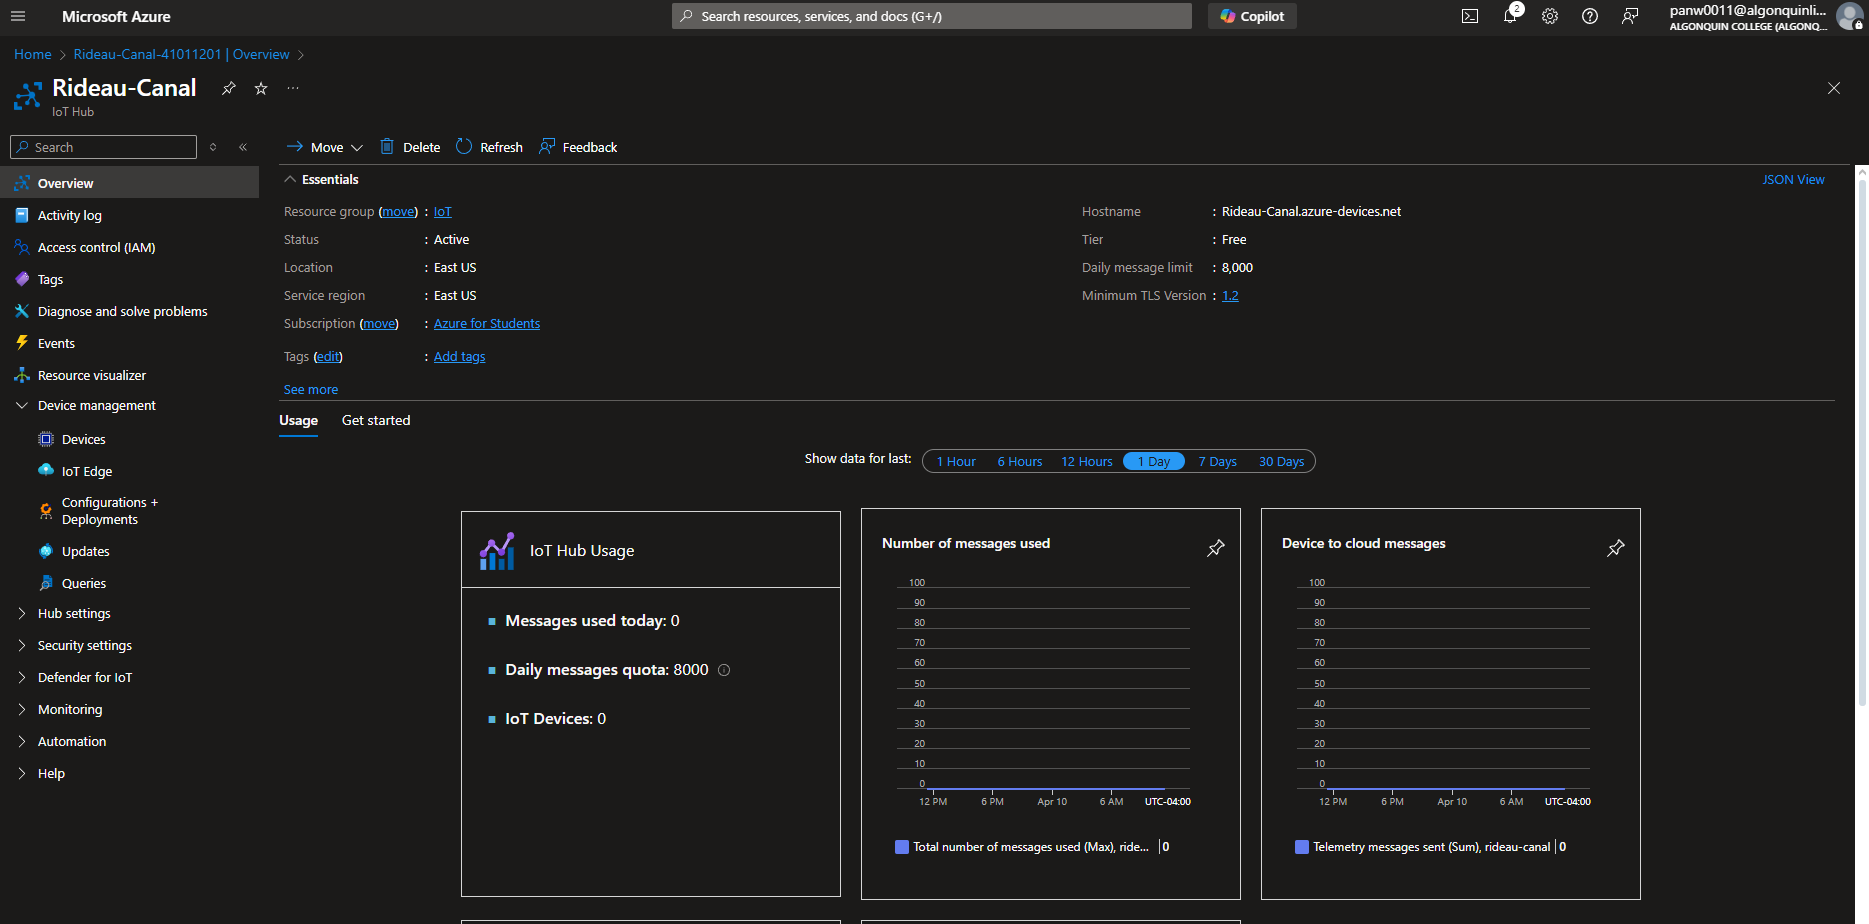 Microsoft Azure
Search resources, services, and docs (G+/)
Copilot
2
panw0011@algonquinli...
ALGONQUIN COLLEGE (ALGONQ...
Home > Rideau-Canal-41011201 | Overview >
Rideau-Canal
...
IoT Hub
Search
Move
Delete
Refresh
Feedback
Overview
Activity log
Access control (IAM)
Tags
Diagnose and solve problems
Events
Resource visualizer
Device management
Devices
IoT Edge
Configurations +
Deployments
Updates
Queries
Hub settings
Security settings
Defender for IoT
Monitoring
Automation
Help
Essentials
JSON View
Resource group (move) : IoT
Status : Active
Location : East US
Service region : East US
Subscription (move) : Azure for Students
Tags (edit) : Add tags
See more
Hostname : Rideau-Canal.azure-devices.net
Tier : Free
Daily message limit : 8,000
Minimum TLS Version : 1.2
Usage
Get started
Show data for last:
1 Hour
6 Hours
12 Hours
1 Day
7 Days
30 Days
IoT Hub Usage
Messages used today: 0
Daily messages quota: 8000
IoT Devices: 0
Number of messages used
100
90
80
70
60
50
40
30
20
10
0
12 PM 6 PM Apr 10 6 AM UTC-04:00
Total number of messages used (Max), ride... | 0
Device to cloud messages
100
90
80
70
60
50
40
30
20
10
0
12 PM 6 PM Apr 10 6 AM UTC-04:00
Telemetry messages sent (Sum), rideau-canal | 0